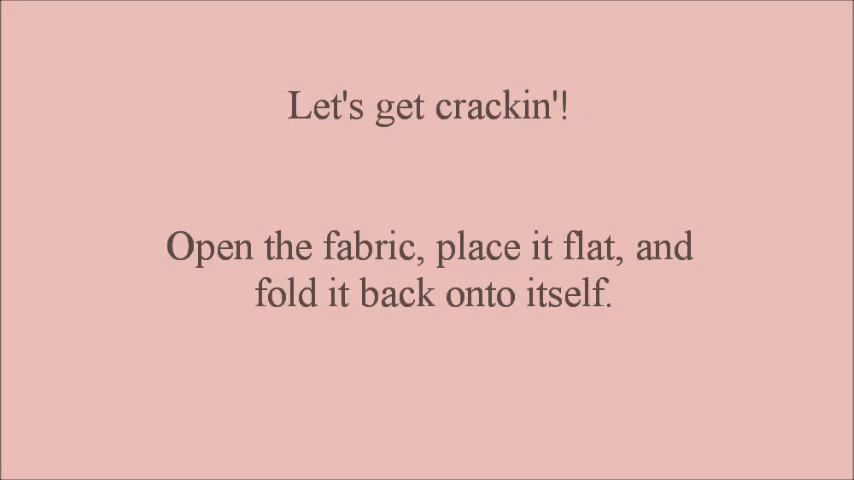 Let's get crackin'!
Open the fabric, place it flat, and
fold it back onto itself.